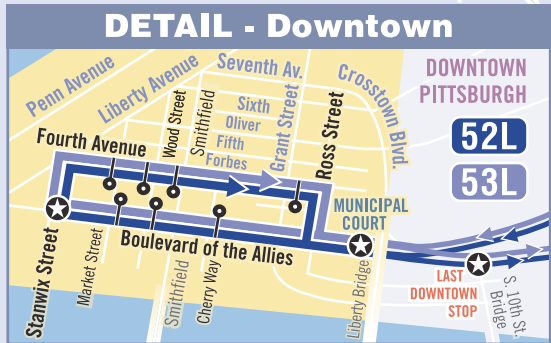 DETAIL - Downtown
Penn Avenue
Liberty Avenue
Seventh Av.
Crosstown Blvd.
DOWNTOWN
PITTSBURGH
52L
53L
Wood Street
Smithfield
Sixth
Oliver
Fifth
Forbes
Grant Street
Ross Street
Fourth Avenue
MUNICIPAL
COURT
Boulevard of the Allies
Stanwix Street
Market Street
Smithfield
Cherry Way
Liberty Bridge
LAST
DOWNTOWN
STOP
S. 10th St.
Bridge